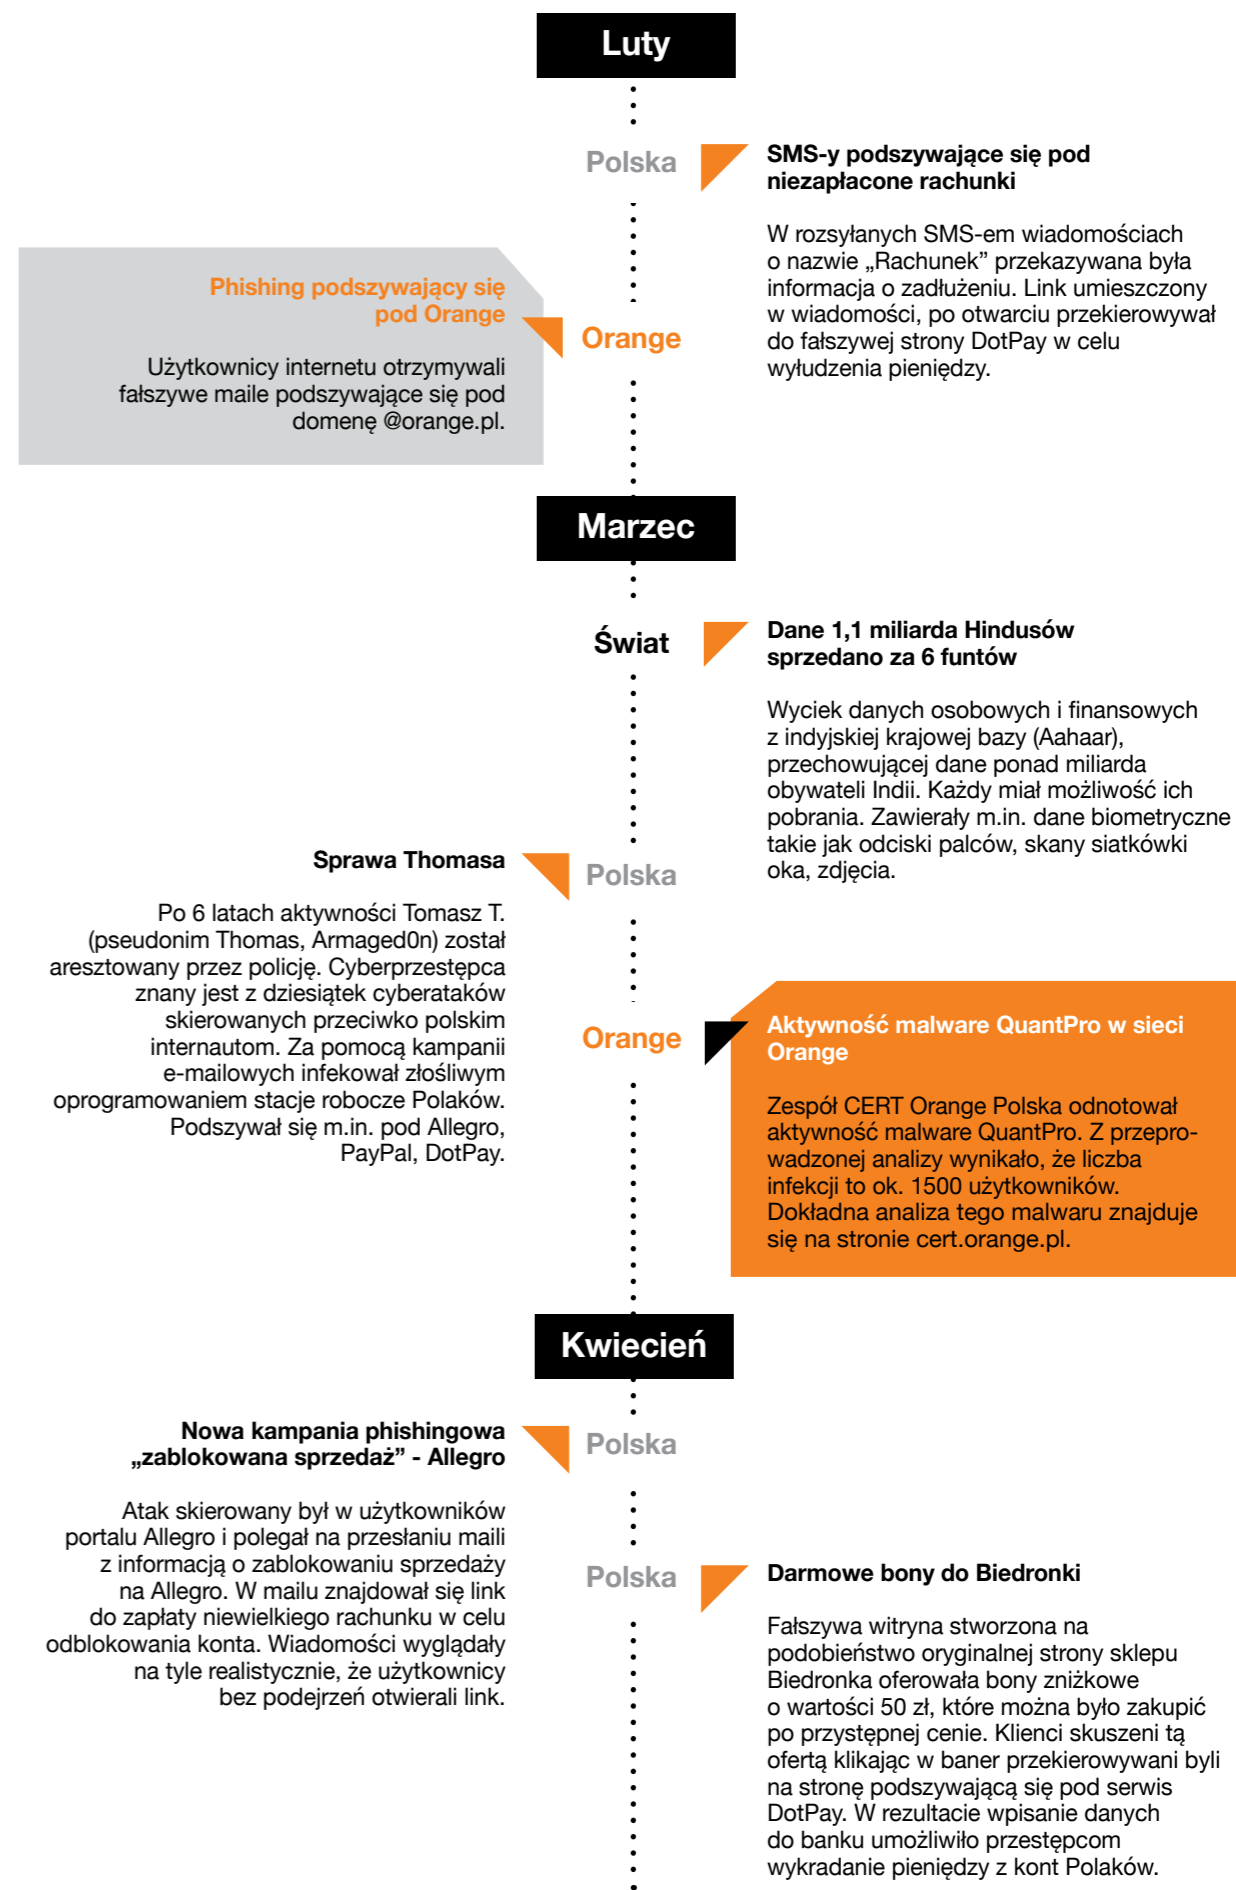 Luty
Polska
SMS-y podszywające się pod
niezapłacone rachunki
W rozsyłanych SMS-em wiadomościach
o nazwie „Rachunek” przekazywana była
informacja o zadłużeniu. Link umieszczony
w wiadomości, po otwarciu przekierowywał
do fałszywej strony DotPay w celu
wyłudzenia pieniędzy.
Phishing podszywający się
pod Orange
Orange
Użytkownicy internetu otrzymywali
fałszywe maile podszywające się pod
domenę @orange.pl.
Marzec
Świat
Dane 1,1 miliarda Hindusów
sprzedano za 6 funtów
Wyciek danych osobowych i finansowych
z indyjskiej krajowej bazy (Aahaar),
przechowującej dane ponad miliarda
obywateli Indii. Każdy miał możliwość ich
pobrania. Zawierały m.in. dane biometryczne
takie jak odciski palców, skany siatkówki
oka, zdjęcia.
Sprawa Thomasa
Polska
Po 6 latach aktywności Tomasz T.
(pseudonim Thomas, Armaged0n) został
aresztowany przez policję. Cyberprzestępca
znany jest z dziesiątek cyberataków
skierowanych przeciwko polskim
internautom. Za pomocą kampanii
e-mailowych infekował złośliwym
oprogramowaniem stacje robocze Polaków.
Podszywał się m.in. pod Allegro,
PayPal, DotPay.
Orange
Aktywność malware QuantPro w sieci
Orange
Zespół CERT Orange Polska odnotował
aktywność malware QuantPro. Z przepro-
wadzonej analizy wynikało, że liczba
infekcji to ok. 1500 użytkowników.
Dokładna analiza tego malwaru znajduje
się na stronie cert.orange.pl.
Kwiecień
Nowa kampania phishingowa
„zablokowana sprzedaż” - Allegro
Polska
Atak skierowany był w użytkowników
portalu Allegro i polegał na przesłaniu maili
z informacją o zablokowaniu sprzedaży
na Allegro. W mailu znajdował się link
do zapłaty niewielkiego rachunku w celu
odblokowania konta. Wiadomości wyglądały
na tyle realistycznie, że użytkownicy
bez podejrzeń otwierali link.
Polska
Darmowe bony do Biedronki
Fałszywa witryna stworzona na
podobieństwo oryginalnej strony sklepu
Biedronka oferowała bony zniżkowe
o wartości 50 zł, które można było zakupić
po przystępnej cenie. Klienci skuszeni tą
ofertą klikając w baner przekierowywani byli
na stronę podszywającą się pod serwis
DotPay. W rezultacie wpisanie danych
do banku umożliwiło przestępcom
wykradanie pieniędzy z kont Polaków.